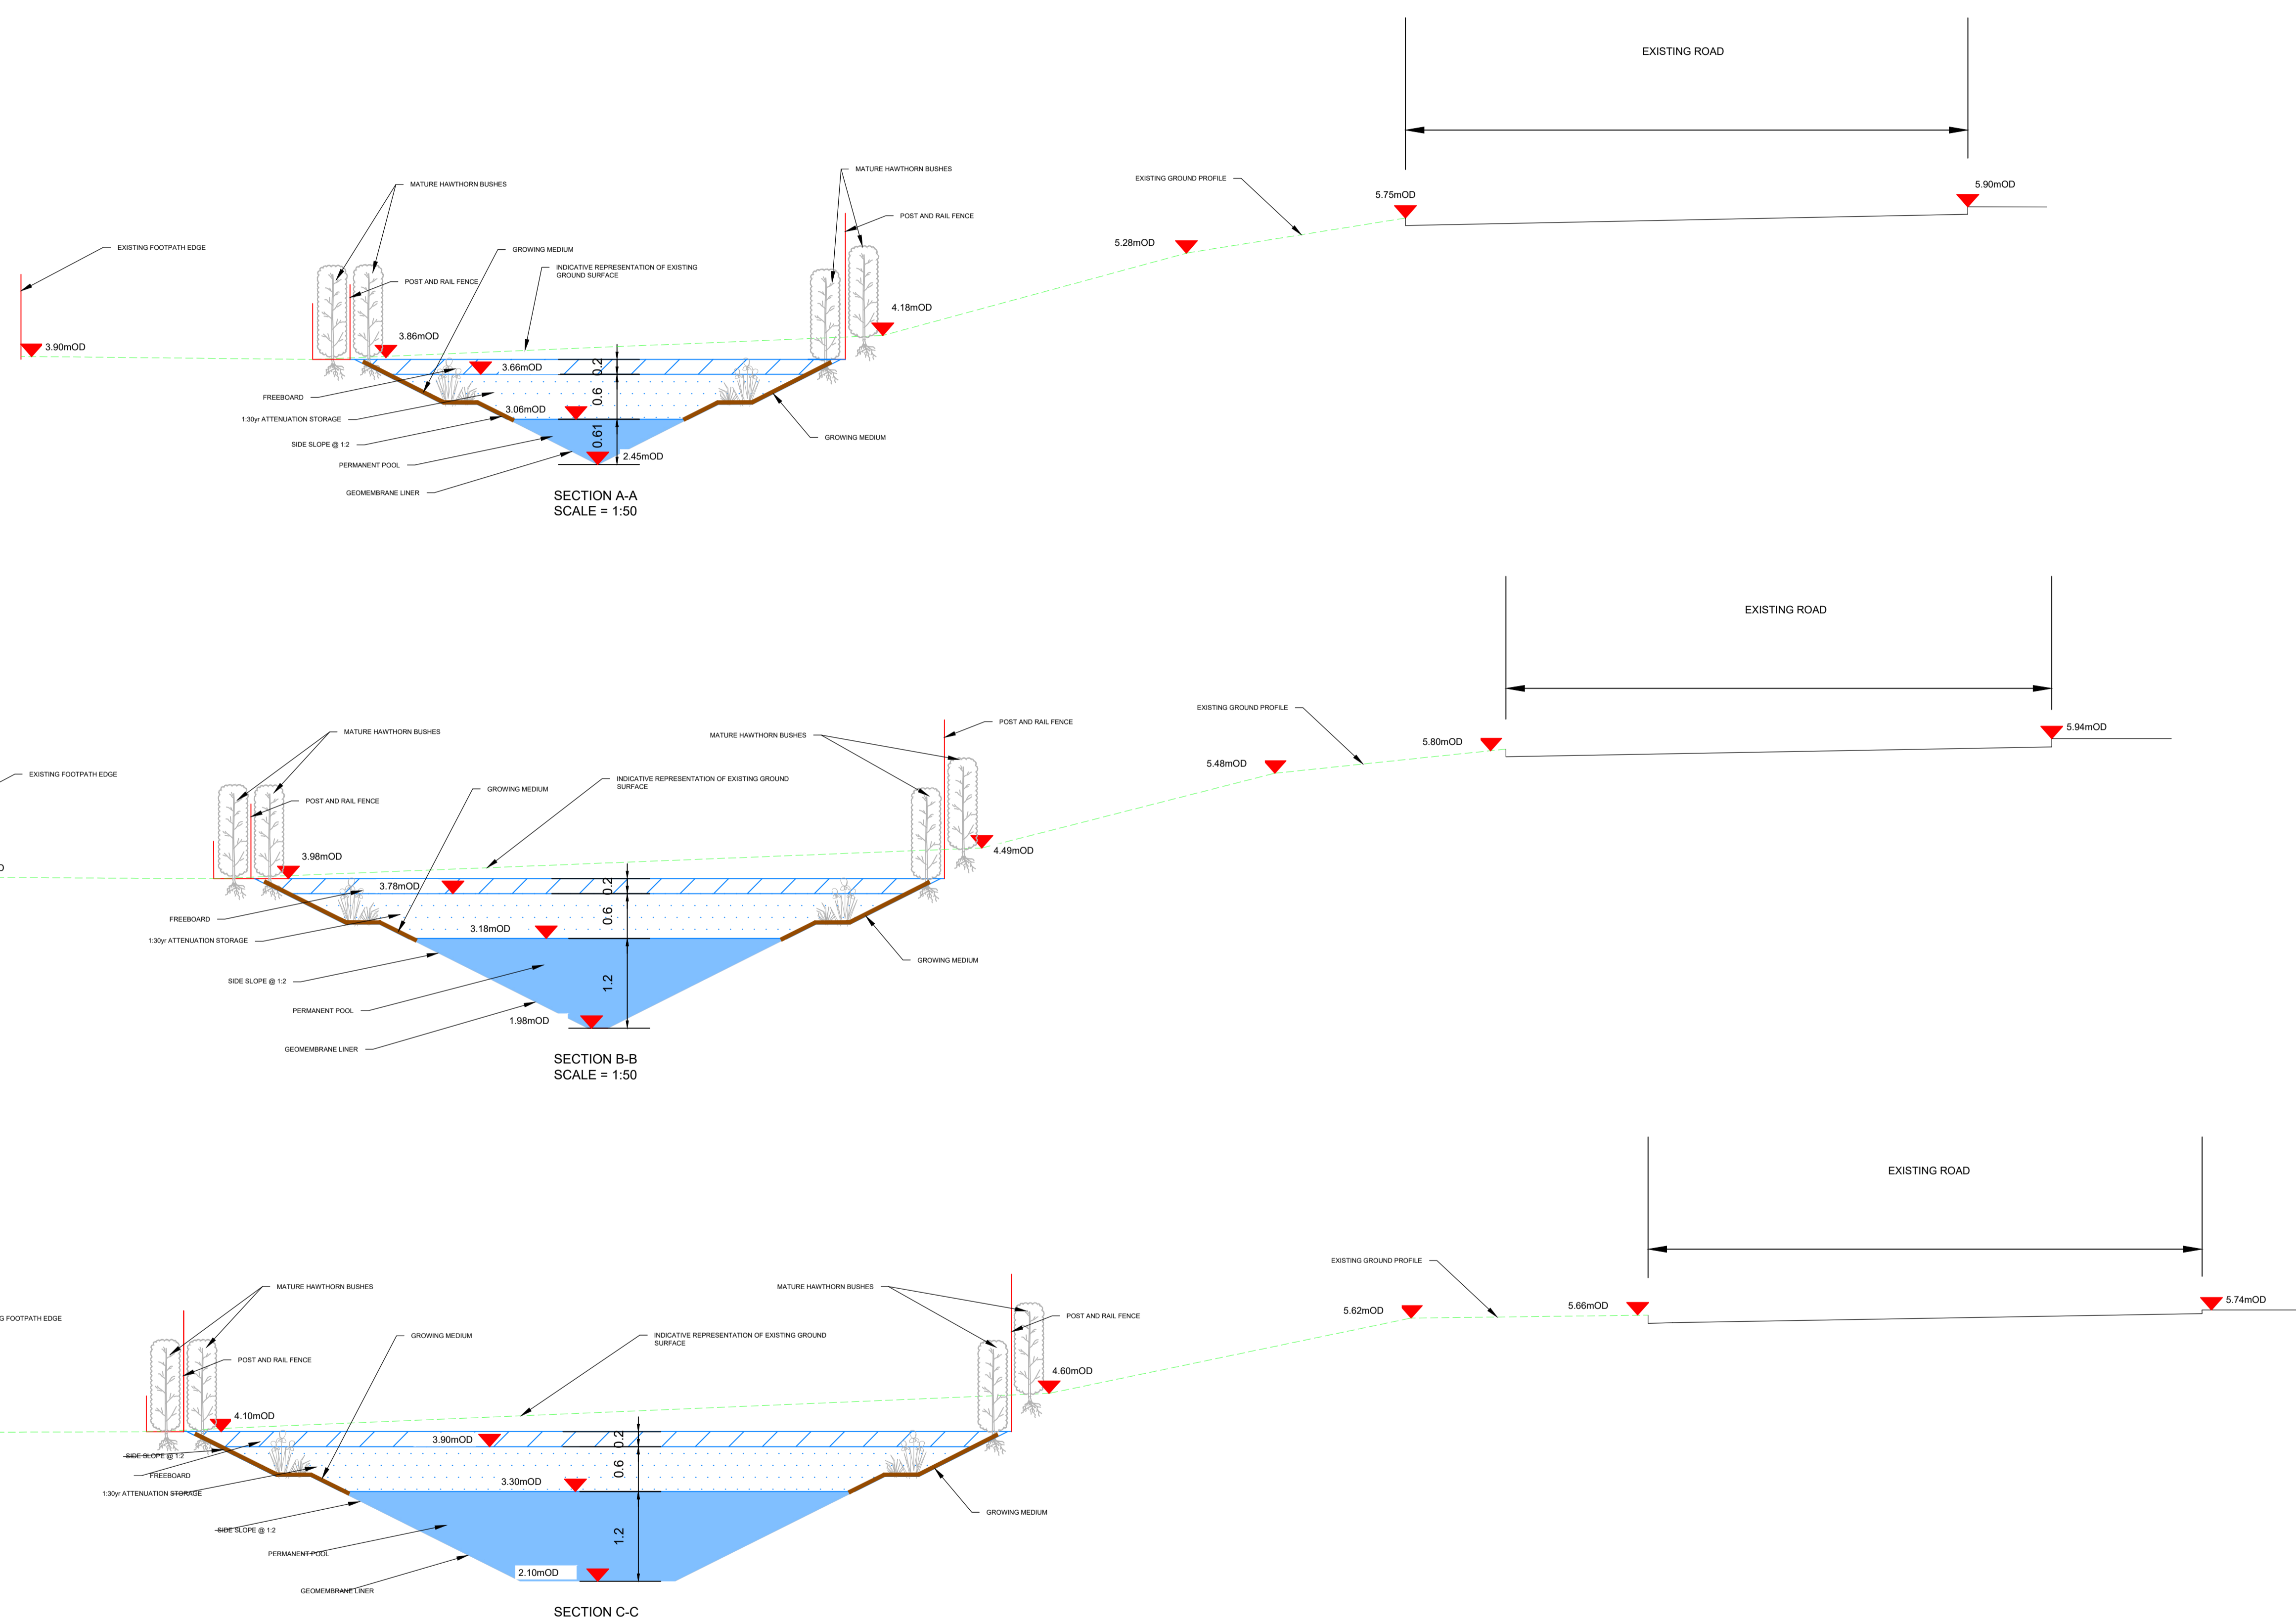 EXISTING ROAD
MATURE HAWTHORN BUSHES
MATURE HAWTHORN BUSHES
EXISTING GROUND PROFILE
5.75mOD
5.90mOD
POST AND RAIL FENCE
EXISTING FOOTPATH EDGE
GROWING MEDIUM
5.28mOD
INDICATIVE REPRESENTATION OF EXISTING
GROUND SURFACE
POST AND RAIL FENCE
4.18mOD
3.90mOD
3.86mOD
3.66mOD
0.2
FREEBOARD
0.6
3.06mOD
1:30yr ATTENUATION STORAGE
SIDE SLOPE @ 1:2
0.61
GROWING MEDIUM
PERMANENT POOL
2.45mOD
GEOMEMBRANE LINER
SECTION A-A
SCALE = 1:50
EXISTING ROAD
EXISTING GROUND PROFILE
POST AND RAIL FENCE
5.94mOD
MATURE HAWTHORN BUSHES
MATURE HAWTHORN BUSHES
5.80mOD
5.48mOD
EXISTING FOOTPATH EDGE
INDICATIVE REPRESENTATION OF EXISTING GROUND
SURFACE
GROWING MEDIUM
POST AND RAIL FENCE
4.49mOD
3.98mOD
D
3.78mOD
0.2
FREEBOARD
0.6
3.18mOD
1:30yr ATTENUATION STORAGE
GROWING MEDIUM
SIDE SLOPE @ 1:2
1.2
PERMANENT POOL
1.98mOD
GEOMEMBRANE LINER
SECTION B-B
SCALE = 1:50
EXISTING ROAD
EXISTING GROUND PROFILE
MATURE HAWTHORN BUSHES
MATURE HAWTHORN BUSHES
5.62mOD
5.66mOD
5.74mOD
G FOOTPATH EDGE
POST AND RAIL FENCE
GROWING MEDIUM
INDICATIVE REPRESENTATION OF EXISTING GROUND
SURFACE
POST AND RAIL FENCE
4.60mOD
4.10mOD
3.90mOD
0.2
SIDE SLOPE @ 1:2
FREEBOARD
0.6
3.30mOD
1:30yr ATTENUATION STORAGE
GROWING MEDIUM
SIDE SLOPE @ 1:2
1.2
PERMANENT POOL
2.10mOD
GEOMEMBRANE LINER
SECTION C-C